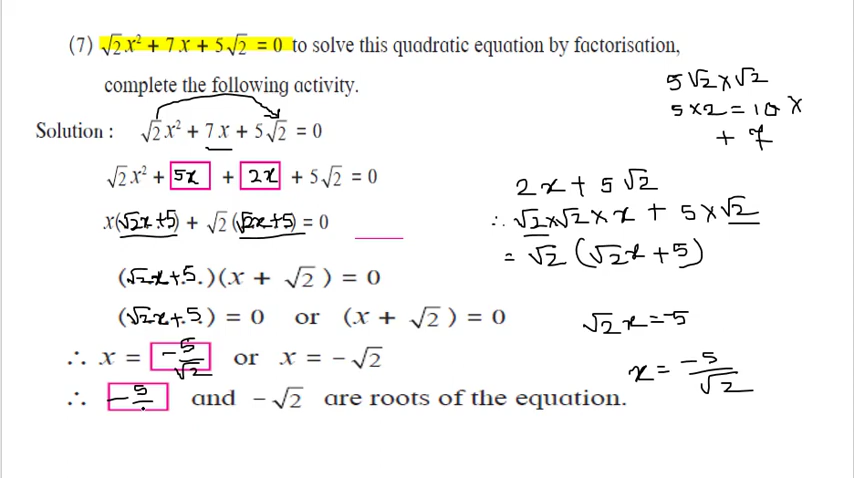 (7) √2x² + 7x + 5√2 = 0 to solve this quadratic equation by factorisation,
complete the following activity.
5√2×√2
5×2=10 ×
+ 7
Solution : √2x² + 7x + 5√2 = 0
√2x² + 5x + 2x + 5√2 = 0
x(√2x+5) + √2(√2x+5) = 0
2x + 5√2
∴ √2×√2×x + 5×√2
= √2(√2x+5)
(√2x+5.)(x + √2) = 0
(√2x+.5.) = 0 or (x + √2) = 0
√2x=-5
∴ x = -5/√2 or x = -√2
x= -5/√2
∴ -5/ and -√2 are roots of the equation.